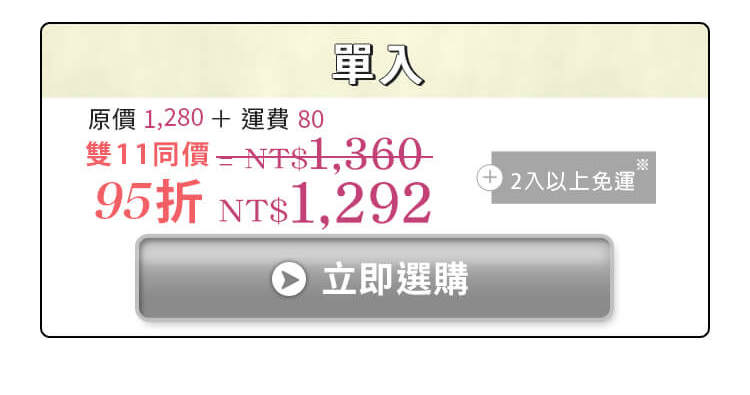 單入
原價 1,280 + 運費 80
雙11同價 = NT$1,360
95折 NT$1,292
+ 2入以上免運※
立即選購